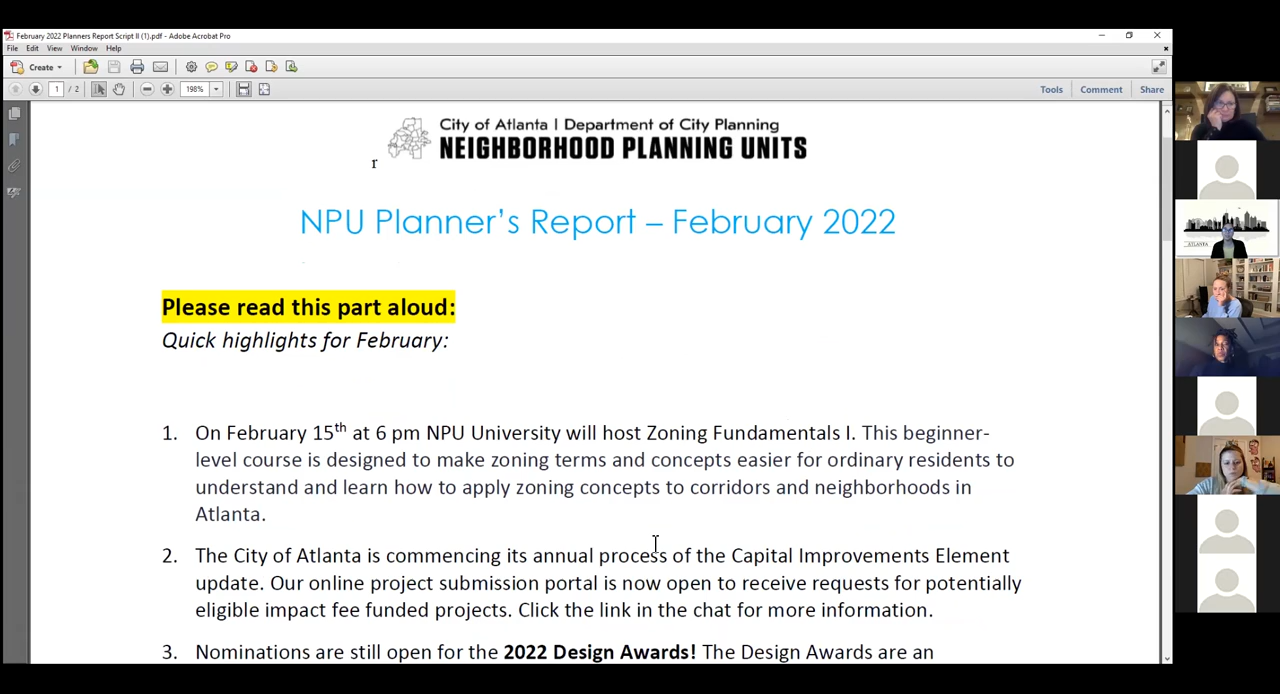 February 2022 Planners Report Script II (1).pdf - Adobe Acrobat Pro
File Edit View Window Help
Create
1 / 2 198% Tools Comment Share
City of Atlanta | Department of City Planning
NEIGHBORHOOD PLANNING UNITS
r
NPU Planner's Report – February 2022
Please read this part aloud:
Quick highlights for February:
1. On February 15th at 6 pm NPU University will host Zoning Fundamentals I. This beginner-
level course is designed to make zoning terms and concepts easier for ordinary residents to
understand and learn how to apply zoning concepts to corridors and neighborhoods in
Atlanta.
2. The City of Atlanta is commencing its annual process of the Capital Improvements Element
update. Our online project submission portal is now open to receive requests for potentially
eligible impact fee funded projects. Click the link in the chat for more information.
3. Nominations are still open for the 2022 Design Awards! The Design Awards are an
ATLANTA